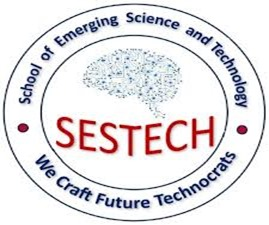 School of Emerging Science and Technology
SESTECH
We Craft Future Technocrats